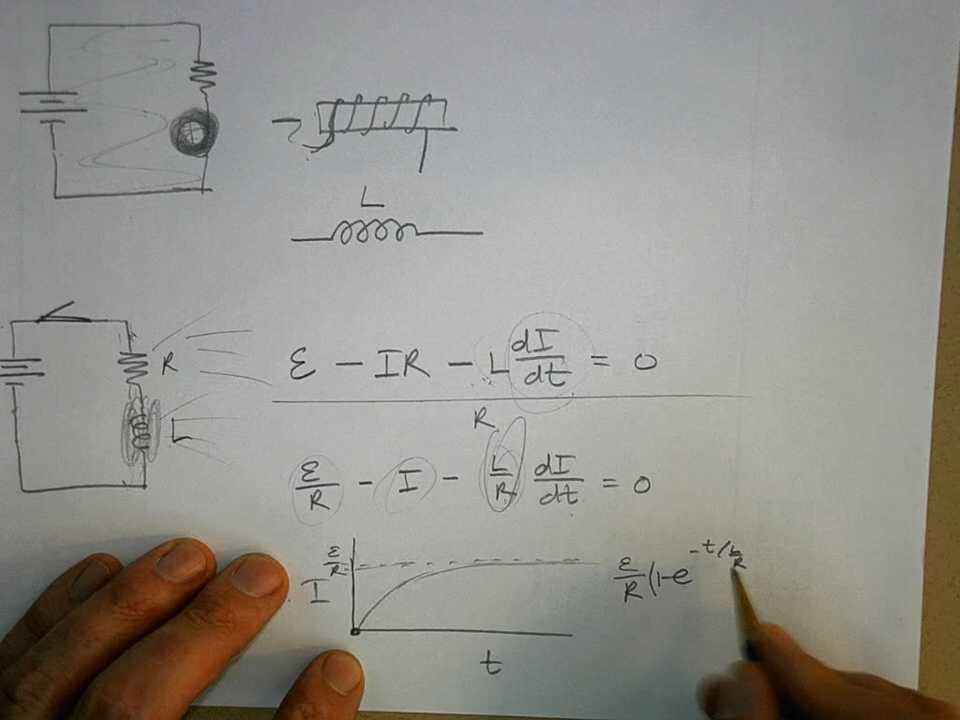 L
R
L
ε - IR - L dI/dt = 0
R
ε/R - I - L/R dI/dt = 0
ε/R
I
t
ε/R (1-e^-t/L/R